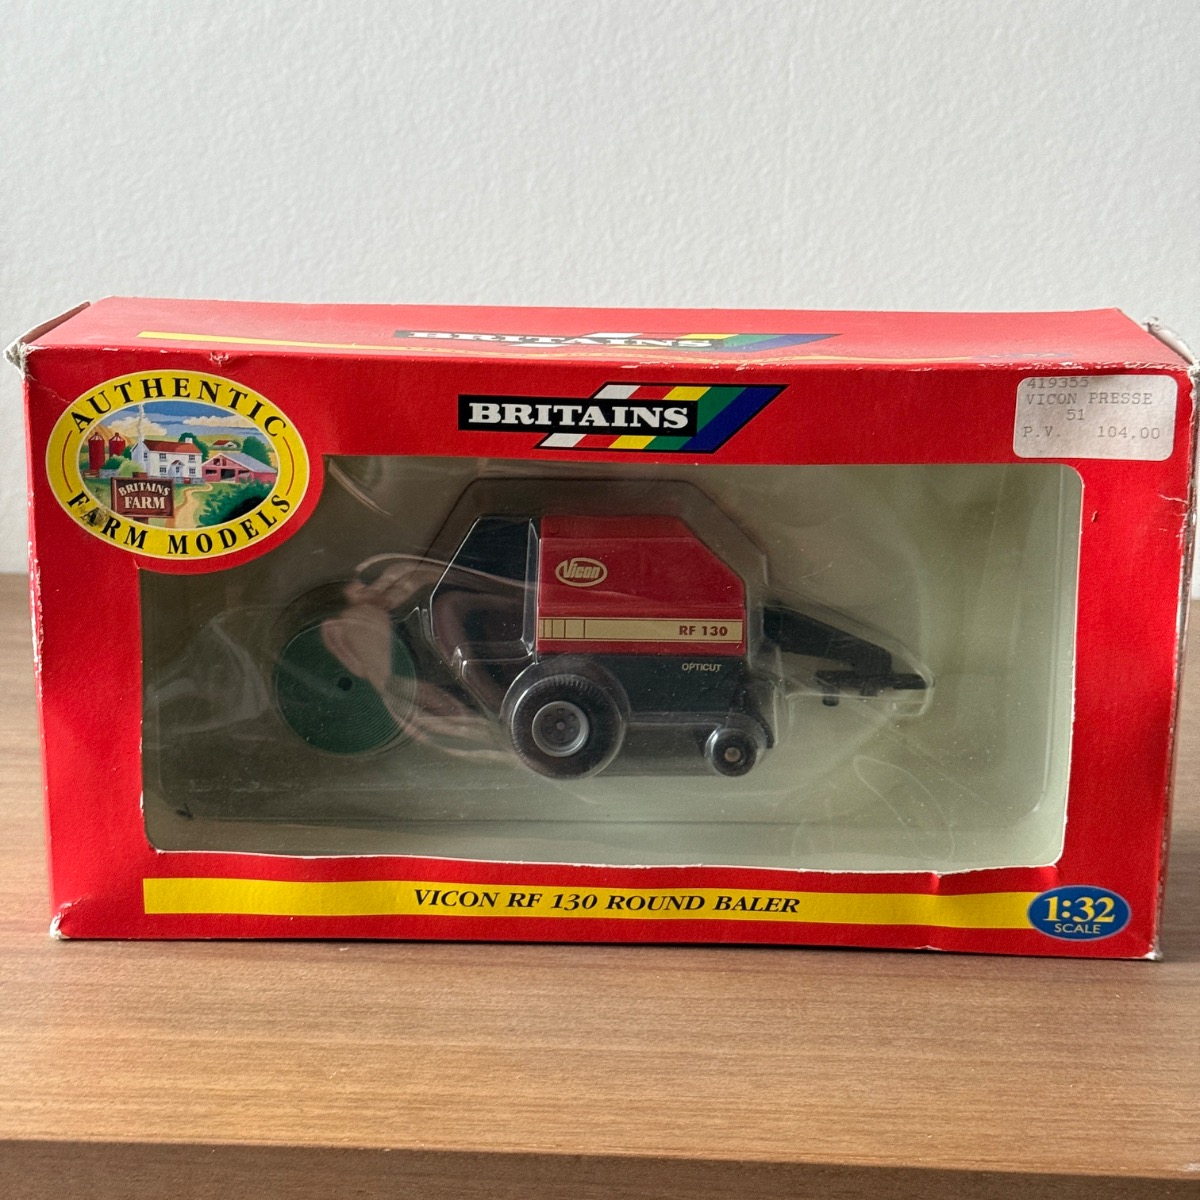 BRITAINS
AUTHENTIC
BRITAINS
FARM
FARM MODELS
BRITAINS
419355
VICON PRESSE
51
P.V. 104,00
Vicon
RF 130
OPTICUT
VICON RF 130 ROUND BALER
1:32
SCALE